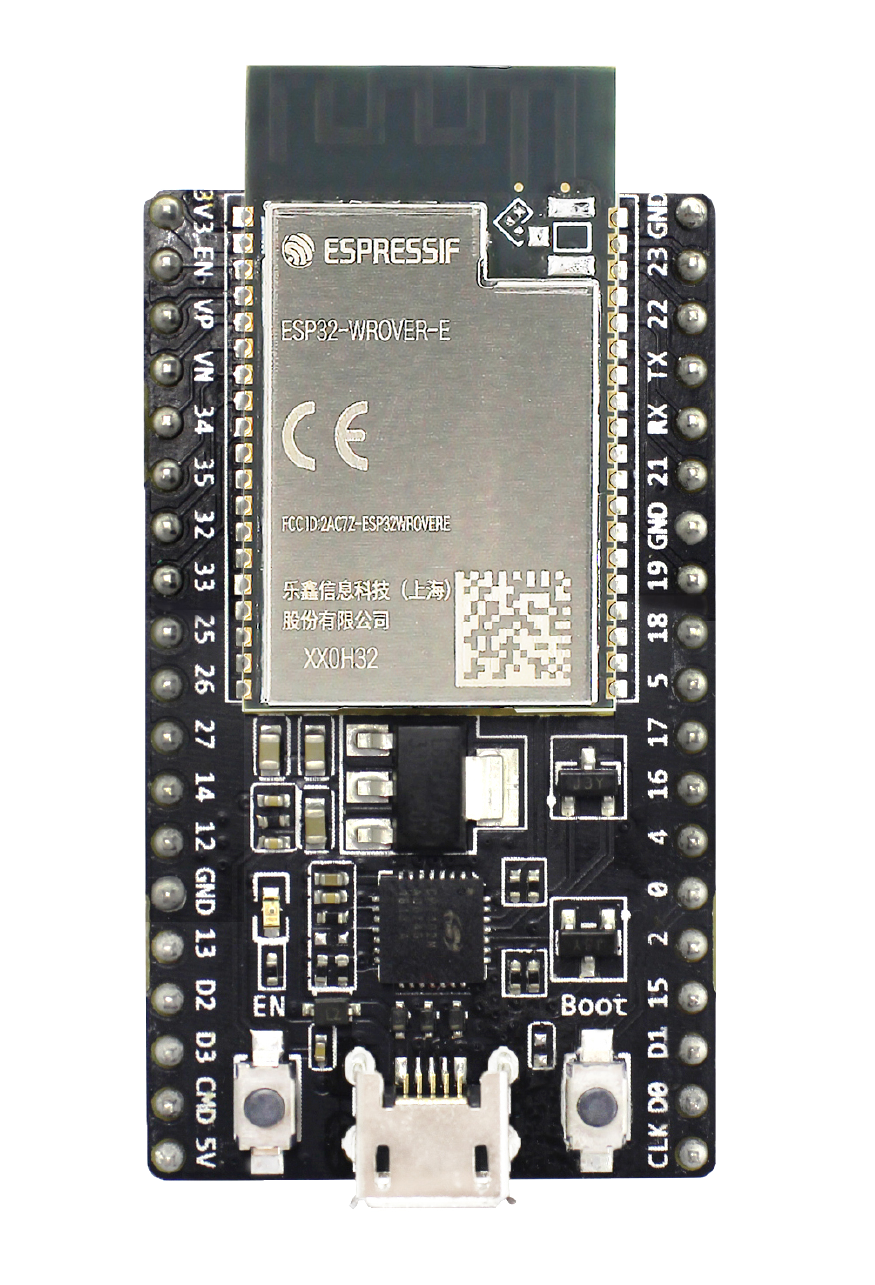 ESPRESSIF
ESP32-WROVER-E
CE
FCC ID:2AC7Z-ESP32WROVERE
乐鑫信息科技（上海）
股份有限公司
XX0H32
3V3
EN
VP
VN
34
35
32
33
25
26
27
14
12
GND
13
D2
D3
CMD
5V
GND
23
22
TX
RX
21
GND
19
18
5
17
16
4
0
2
15
D1
D0
CLK
J3Y
EN
Boot